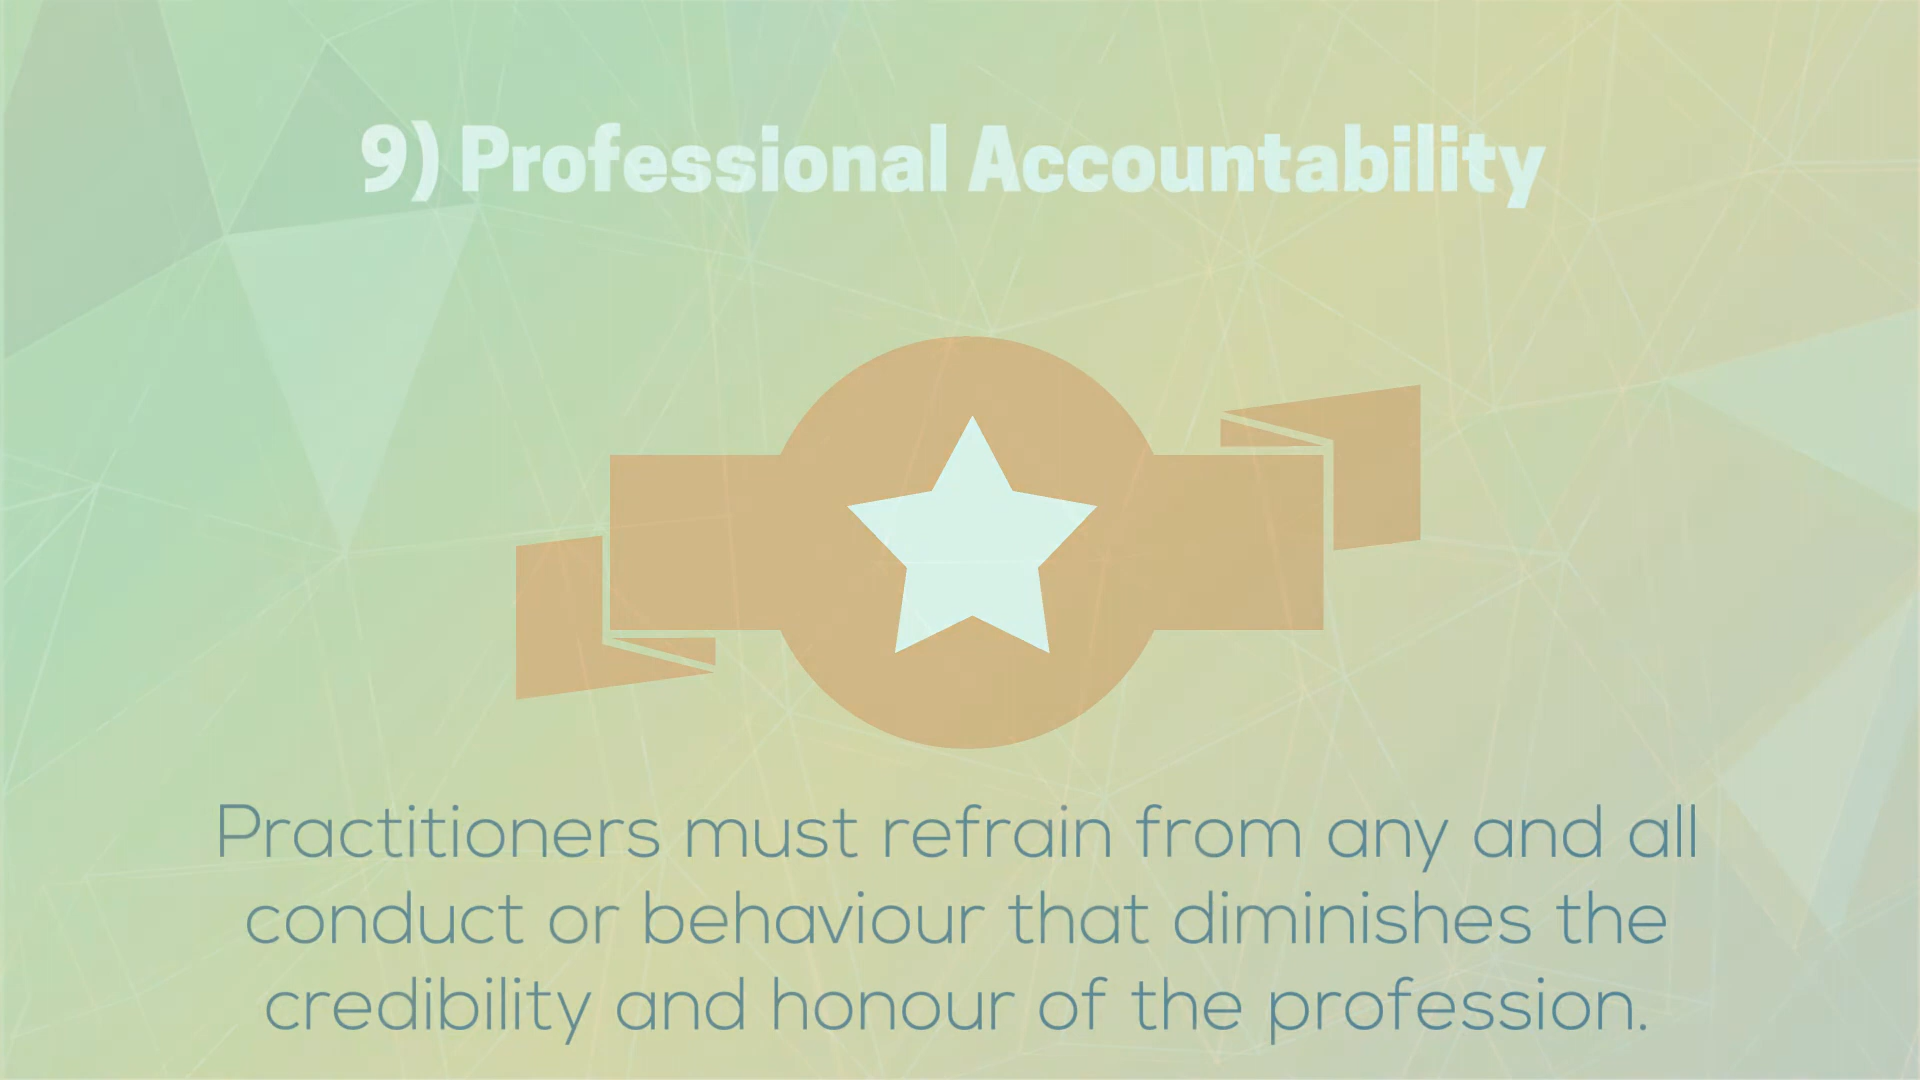 9) Professional Accountability
Practitioners must refrain from any and all
conduct or behaviour that diminishes the
credibility and honour of the profession.